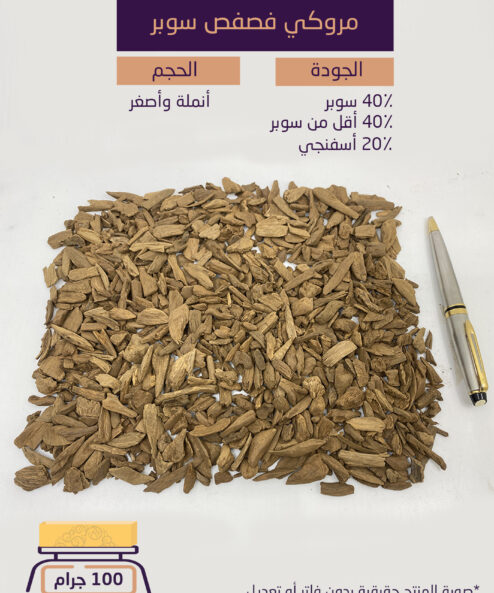 مروكي فصفص سوبر
الجودة
الحجم
40٪ سوبر
أنملة وأصغر
40٪ أقل من سوبر
20٪ أسفنجي
100 جرام
*صورة المنتج حقيقية بدون فلتر أو تعديل